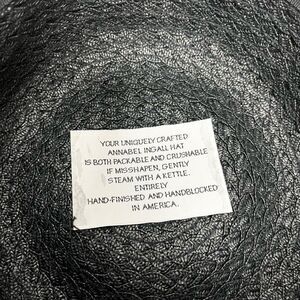 YOUR UNIQUELY CRAFTED
ANNABEL INGALL HAT
IS BOTH PACKABLE AND CRUSHABLE
IF MISSHAPEN, GENTLY
STEAM WITH A KETTLE.
ENTIRELY
HAND-FINISHED AND HANDBLOCKED
IN AMERICA.